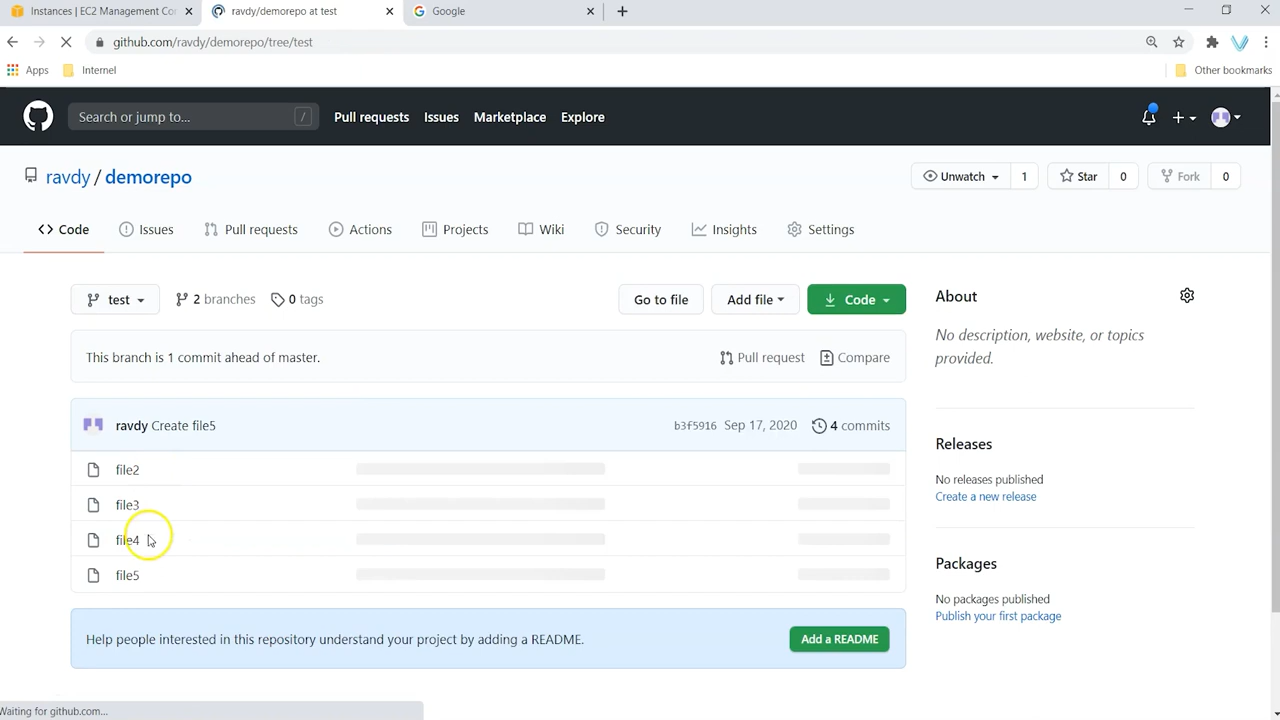 Instances | EC2 Management Co
ravdy/demorepo at test
Google
github.com/ravdy/demorepo/tree/test
Apps
Internet
Other bookmarks
Search or jump to...
/
Pull requests
Issues
Marketplace
Explore
ravdy / demorepo
Unwatch
1
Star
0
Fork
0
Code
Issues
Pull requests
Actions
Projects
Wiki
Security
Insights
Settings
test
2 branches
0 tags
Go to file
Add file
Code
About
No description, website, or topics
provided.
This branch is 1 commit ahead of master.
Pull request
Compare
ravdy Create file5
b3f5916
Sep 17, 2020
4 commits
file2
file3
file4
file5
Releases
No releases published
Create a new release
Packages
No packages published
Publish your first package
Help people interested in this repository understand your project by adding a README.
Add a README
Waiting for github.com...